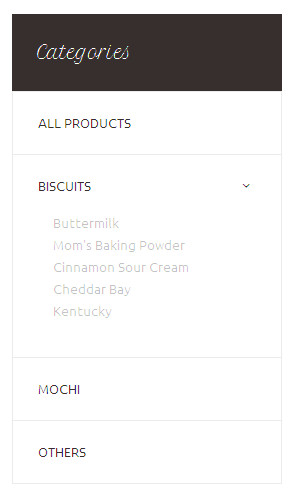 Categories
ALL PRODUCTS
BISCUITS
Buttermilk
Mom's Baking Powder
Cinnamon Sour Cream
Cheddar Bay
Kentucky
MOCHI
OTHERS